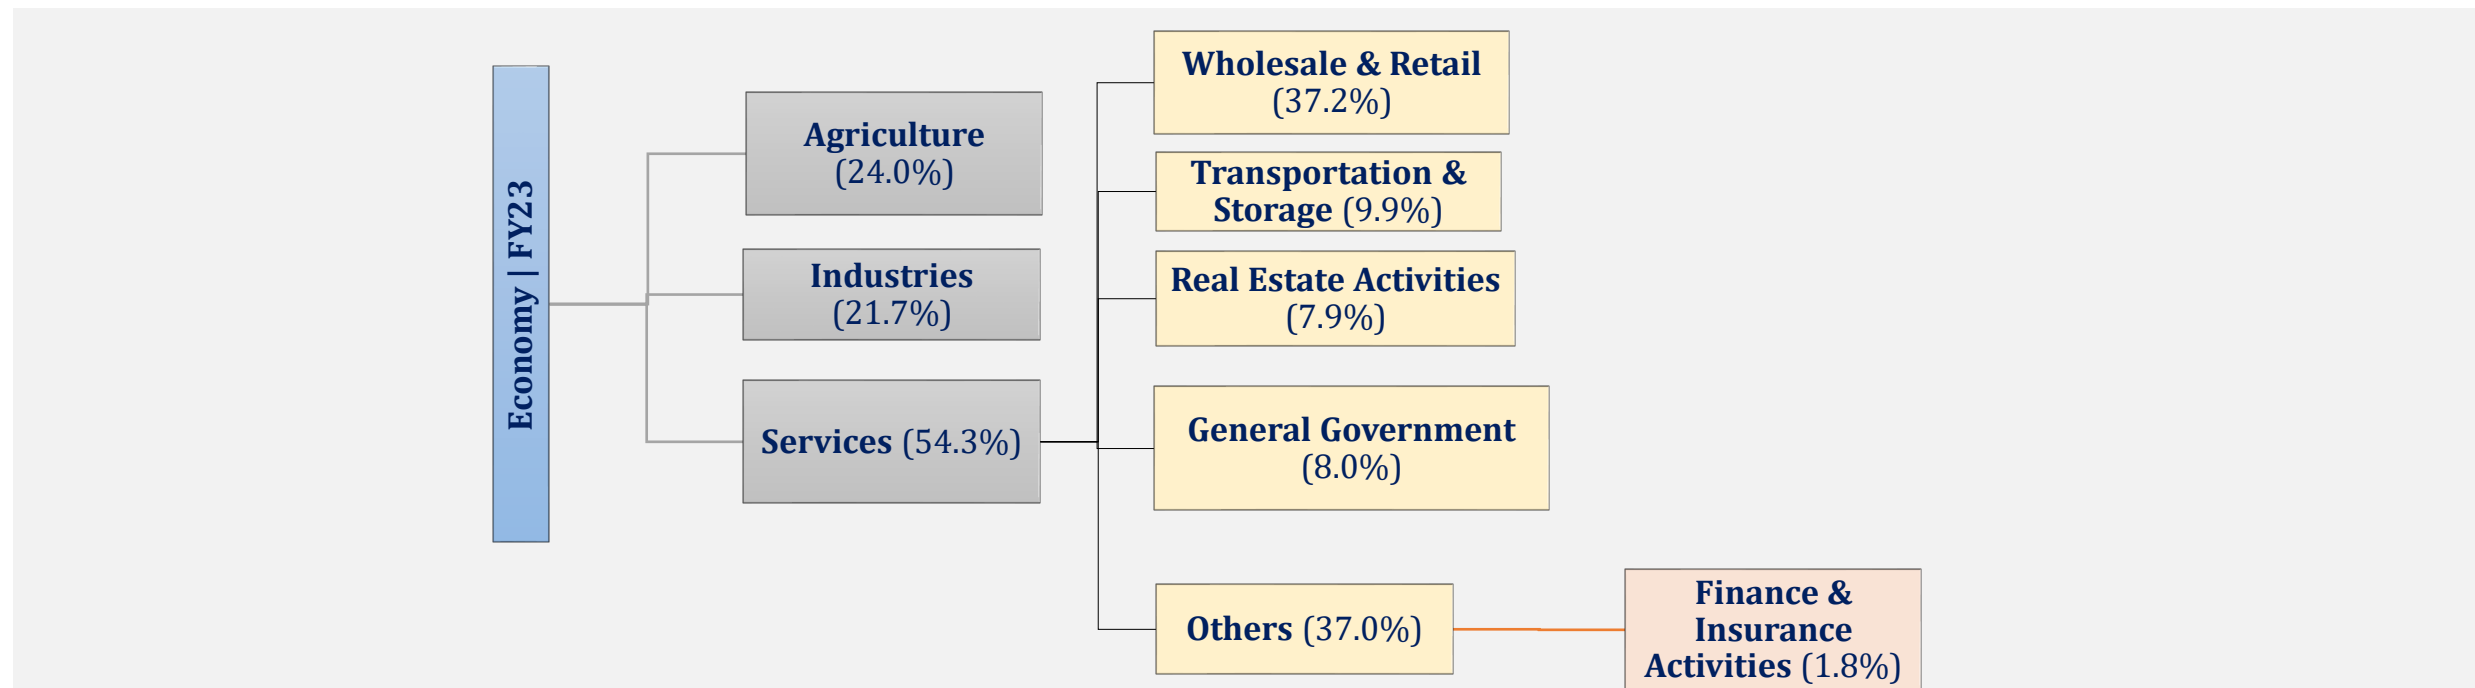 Economy | FY23
Agriculture
(24.0%)
Industries
(21.7%)
Services (54.3%)
Wholesale & Retail
(37.2%)
Transportation &
Storage (9.9%)
Real Estate Activities
(7.9%)
General Government
(8.0%)
Others (37.0%)
Finance &
Insurance
Activities (1.8%)